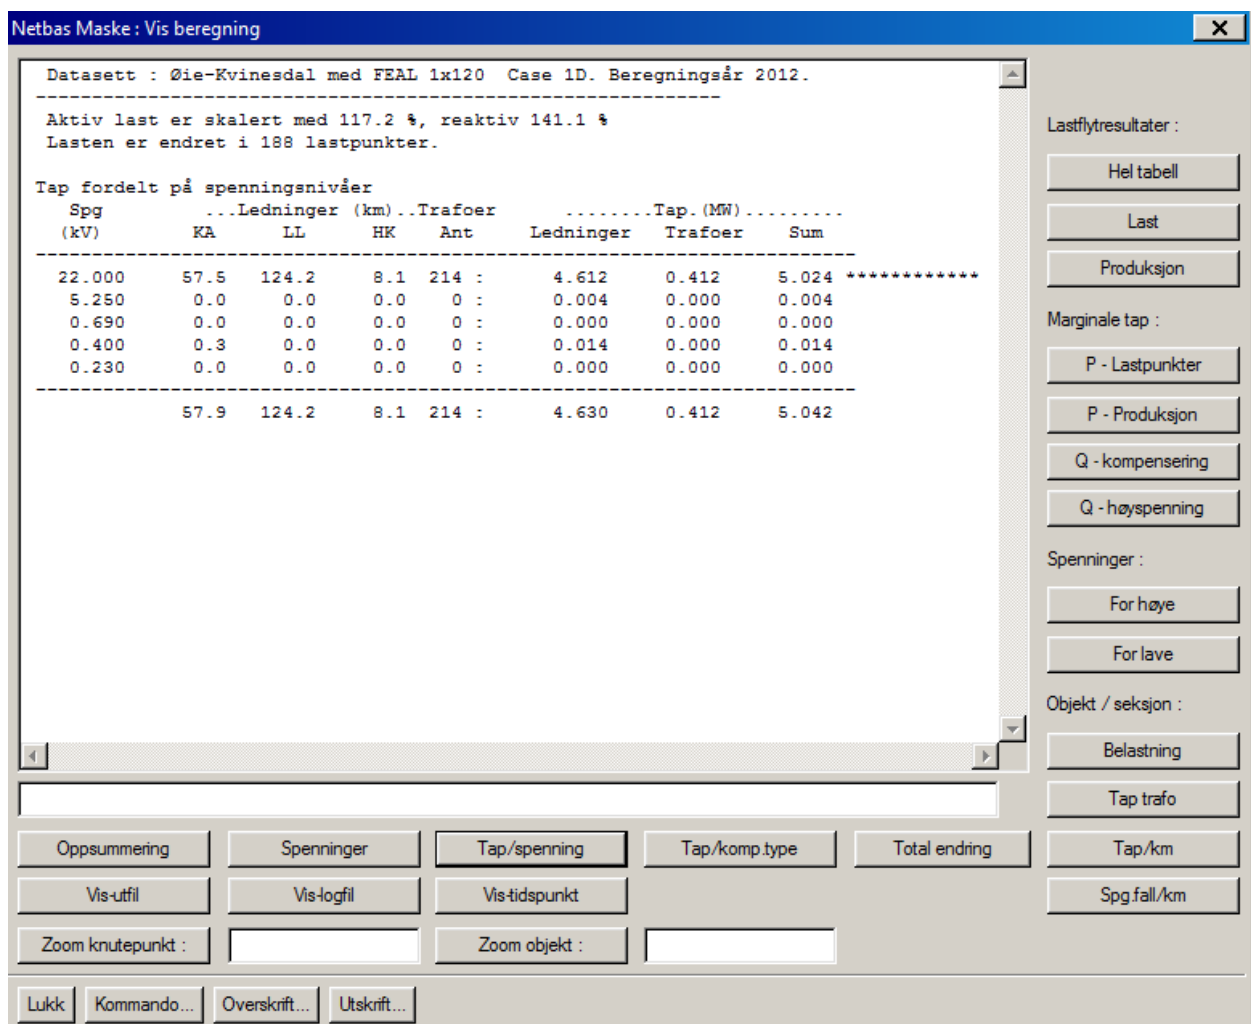 Netbas Maske : Vis beregning
Datasett : Øie-Kvinesdal med FEAL 1x120 Case 1D. Beregningsår 2012.
------------------------------------------------------------
Aktiv last er skalert med 117.2 %, reaktiv 141.1 %
Lasten er endret i 188 lastpunkter.
Tap fordelt på spenningsnivåer
Spg ...Ledninger (km)..Trafoer ........Tap.(MW).........
(kV) KA LL HK Ant Ledninger Trafoer Sum
------------------------------------------------------------------------
22.000 57.5 124.2 8.1 214 : 4.612 0.412 5.024 ************
5.250 0.0 0.0 0.0 0 : 0.004 0.000 0.004
0.690 0.0 0.0 0.0 0 : 0.000 0.000 0.000
0.400 0.3 0.0 0.0 0 : 0.014 0.000 0.014
0.230 0.0 0.0 0.0 0 : 0.000 0.000 0.000
------------------------------------------------------------------------
57.9 124.2 8.1 214 : 4.630 0.412 5.042
Lastflytresultater :
Hel tabell
Last
Produksjon
Marginale tap :
P - Lastpunkter
P - Produksjon
Q - kompensering
Q - høyspenning
Spenninger :
For høye
For lave
Objekt / seksjon :
Belastning
Tap trafo
Oppsummering Spenninger Tap/spenning Tap/komp.type Total endring Tap/km
Vis-utfil Vis-logfil Vis-tidspunkt Spg.fall/km
Zoom knutepunkt : Zoom objekt :
Lukk Kommando... Overskrift... Utskrift...